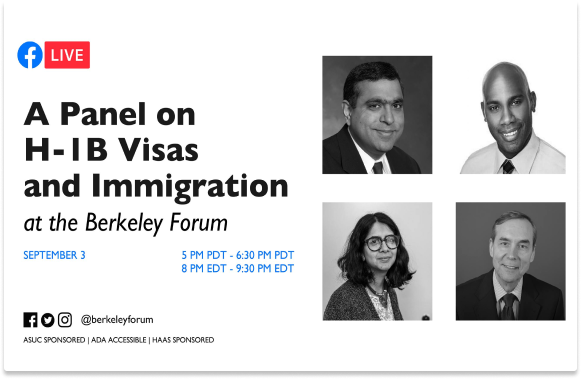 LIVE
A Panel on
H-1B Visas
and Immigration
at the Berkeley Forum
SEPTEMBER 3 5 PM PDT - 6:30 PM PDT
8 PM EDT - 9:30 PM EDT
@berkeleyforum
ASUC SPONSORED | ADA ACCESSIBLE | HAAS SPONSORED